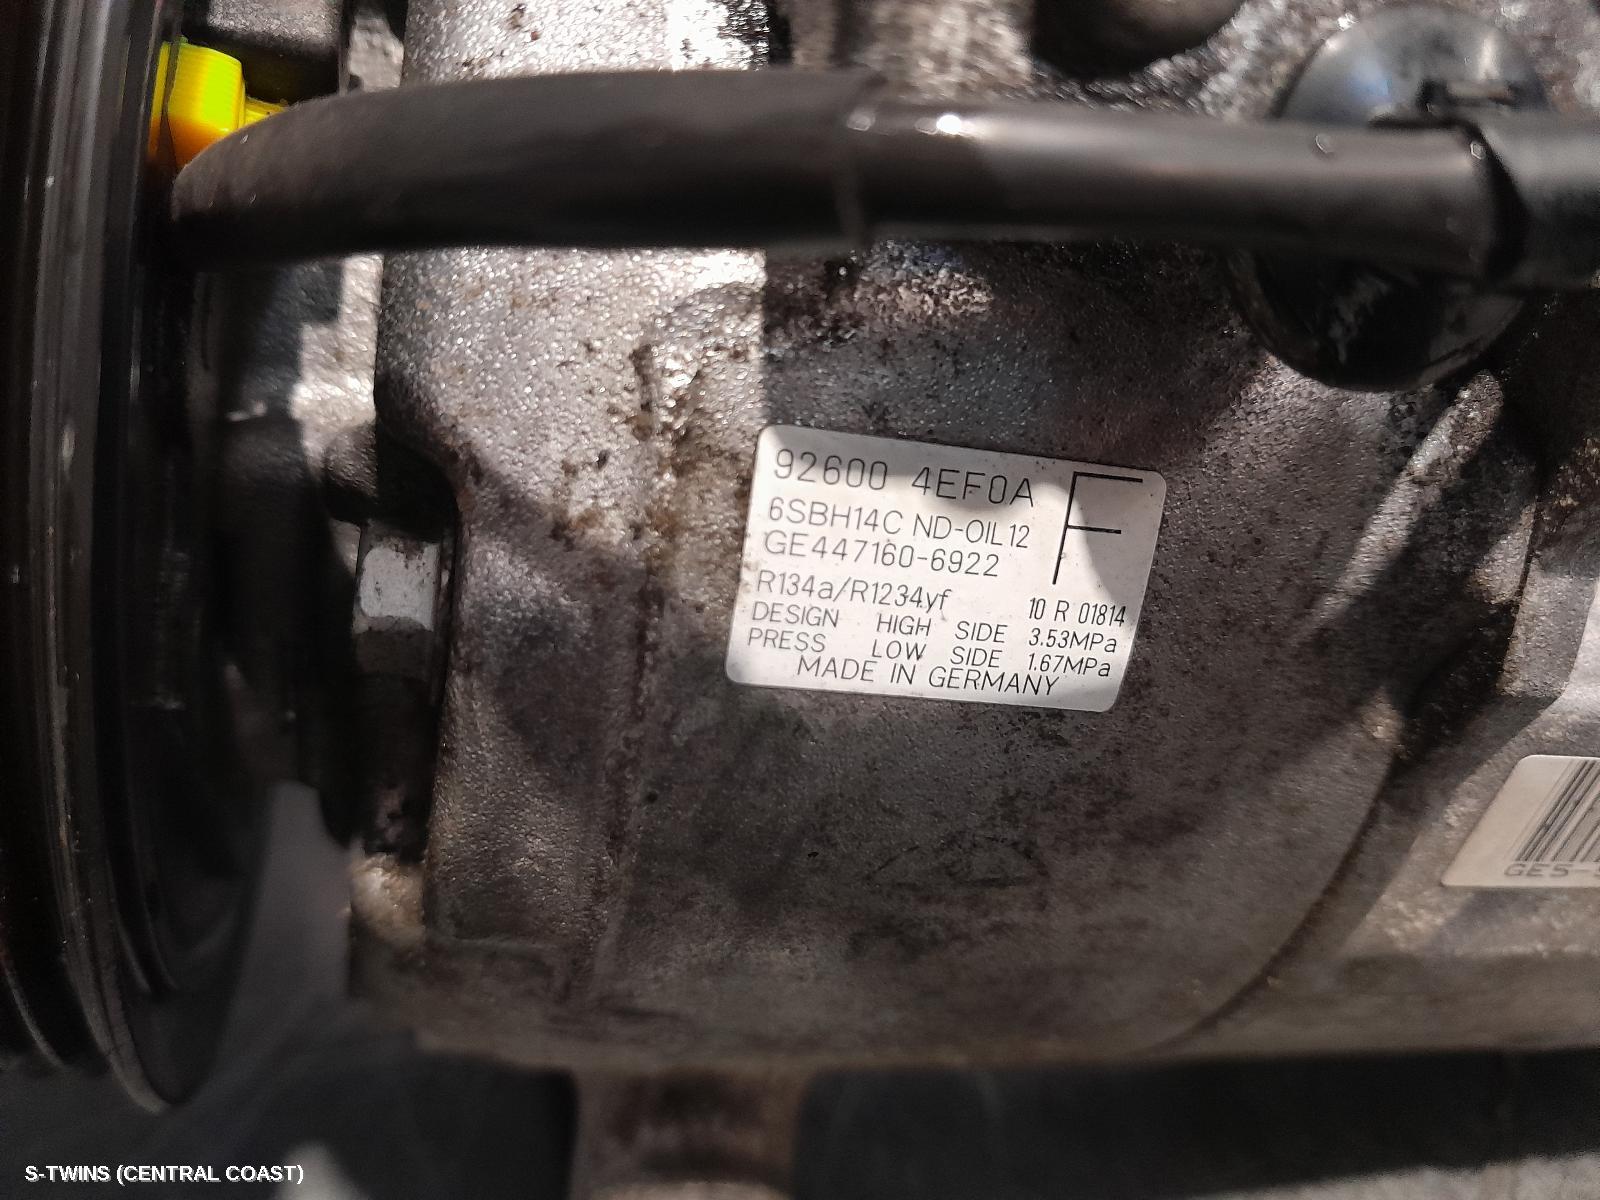 92600 4EF0A F
6SBH14C ND-OIL12
GE447160-6922
R134a/R1234yf 10 R 01814
DESIGN HIGH SIDE 3.53MPa
PRESS LOW SIDE 1.67MPa
MADE IN GERMANY
S-TWINS (CENTRAL COAST)